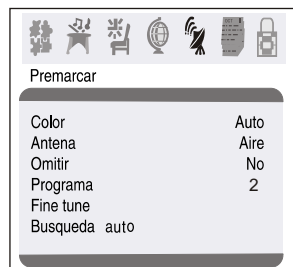 Premarcar
Color Auto
Antena Aire
Omitir No
Programa 2
Fine tune
Busqueda auto